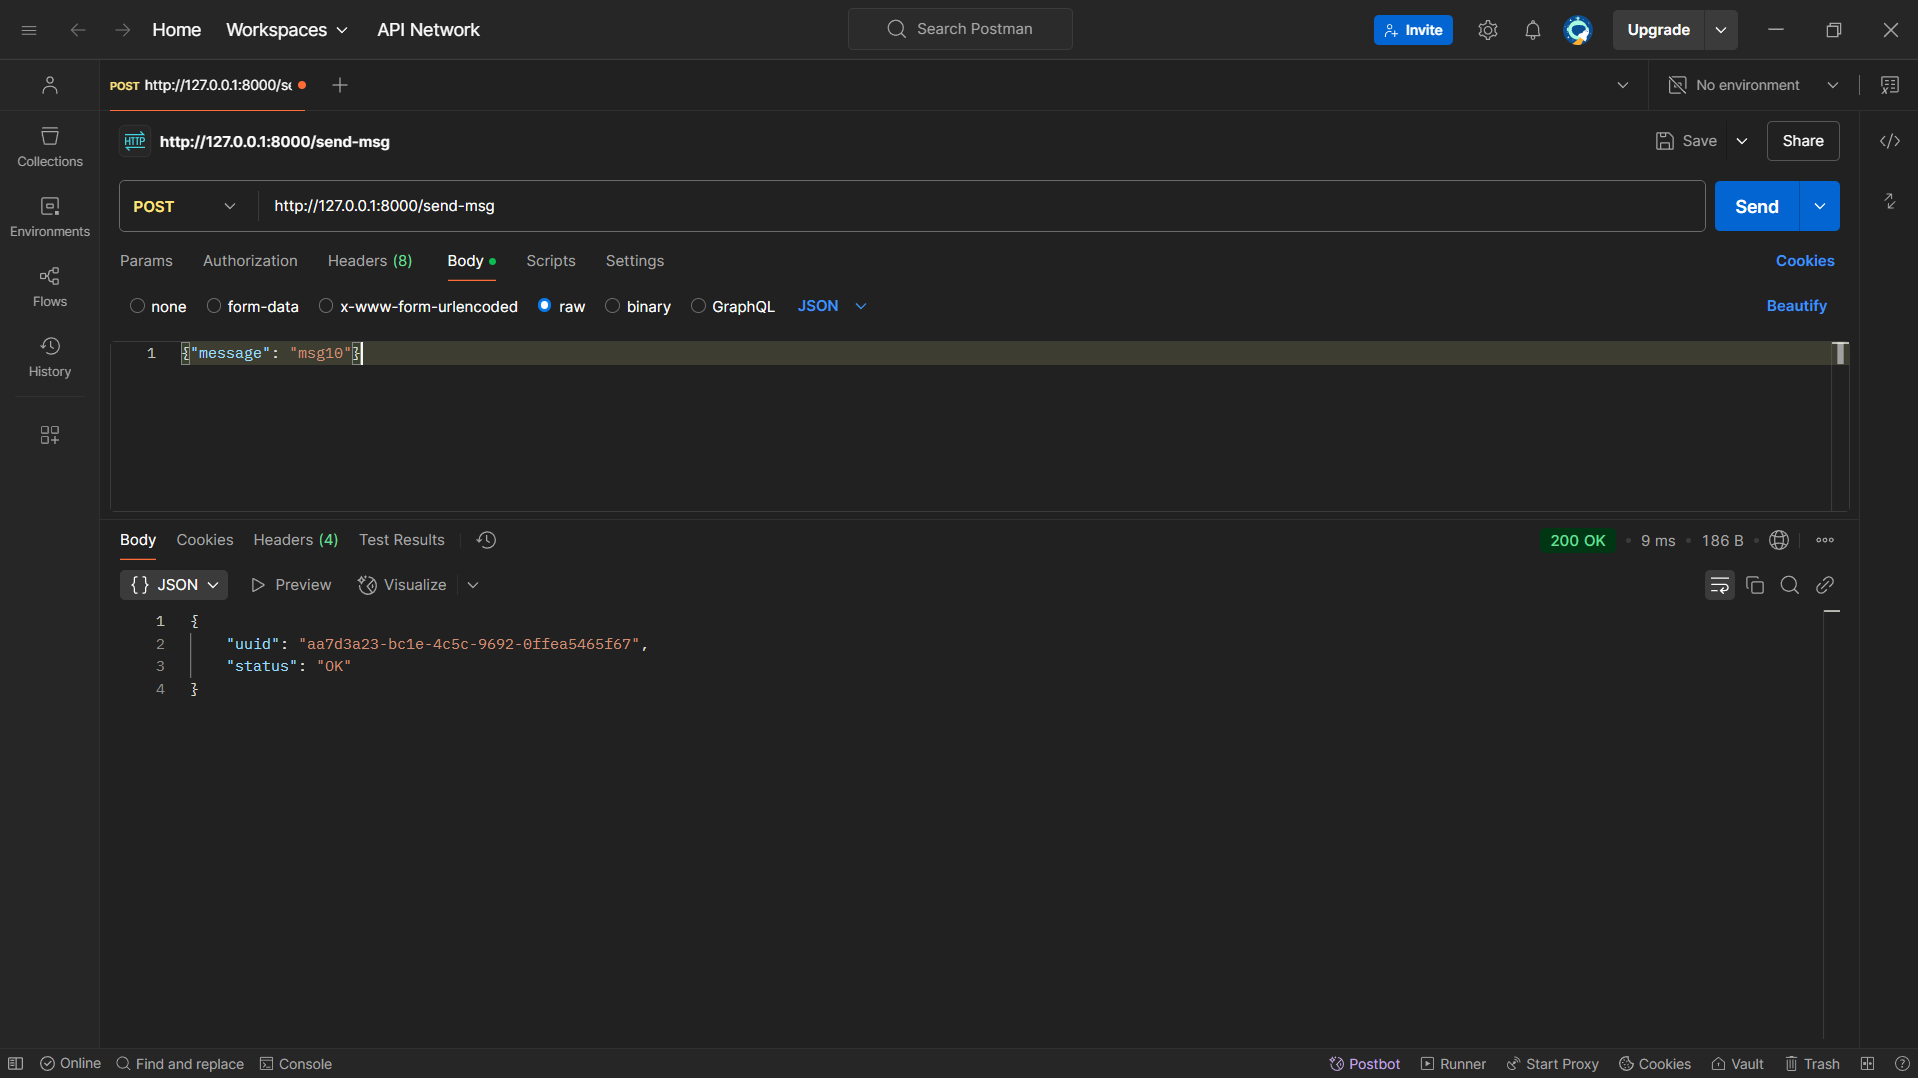 Home Workspaces API Network Search Postman Invite Upgrade
POST http://127.0.0.1:8000/se No environment
HTTP http://127.0.0.1:8000/send-msg Save Share
Collections
Environments
Flows
History
POST http://127.0.0.1:8000/send-msg Send
Params Authorization Headers (8) Body Scripts Settings Cookies
none form-data x-www-form-urlencoded raw binary GraphQL JSON Beautify
1 {"message": "msg10"}
Body Cookies Headers (4) Test Results 200 OK • 9 ms • 186 B •
{} JSON Preview Visualize
1 {
2 "uuid": "aa7d3a23-bc1e-4c5c-9692-0ffea5465f67",
3 "status": "OK"
4 }
Online Find and replace Console Postbot Runner Start Proxy Cookies Vault Trash